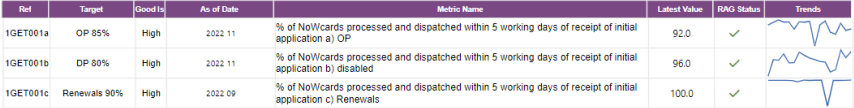 Ref Target Good Is As of Date Metric Name Latest Value RAG Status Trends
1GET001a OP 85% High 2022 11 % of NoWcards processed and dispatched within 5 working days of receipt of initial
application a) OP 92.0
1GET001b DP 80% High 2022 11 % of NoWcards processed and dispatched within 5 working days of receipt of initial
application b) disabled 96.0
1GET001c Renewals 90% High 2022 09 % of NoWcards processed and dispatched within 5 working days of receipt of initial
application c) Renewals 100.0